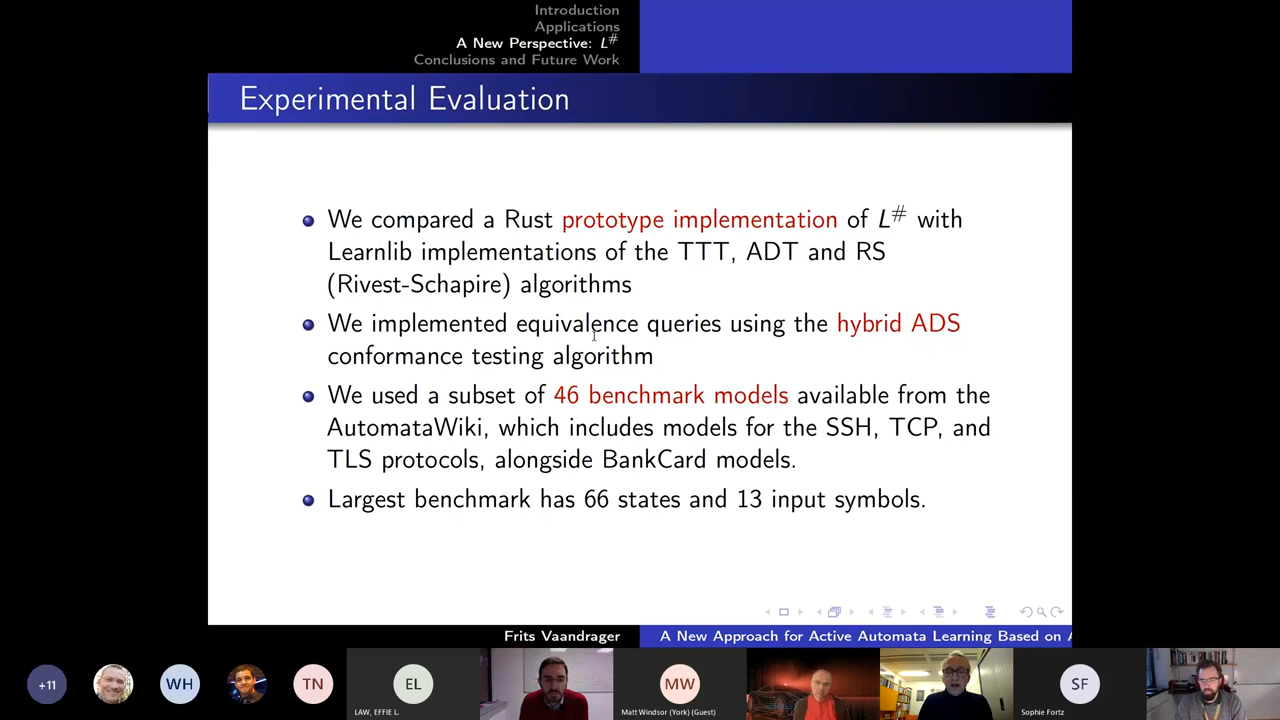 Introduction
Applications
A New Perspective: L#
Conclusions and Future Work
Experimental Evaluation
We compared a Rust prototype implementation of L# with
Learnlib implementations of the TTT, ADT and RS
(Rivest-Schapire) algorithms
We implemented equivalence queries using the hybrid ADS
conformance testing algorithm
We used a subset of 46 benchmark models available from the
AutomataWiki, which includes models for the SSH, TCP, and
TLS protocols, alongside BankCard models.
Largest benchmark has 66 states and 13 input symbols.
Frits Vaandrager
A New Approach for Active Automata Learning Based on A
+11
WH
TN
EL
LAW, EFFIE L.
MW
Matt Windsor (York) (Guest)
SF
Sophie Fortz